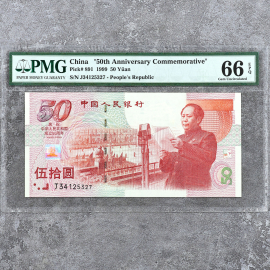 PMG
PAPER MONEY GUARANTY
China "50th Anniversary Commemorative"
Pick# 891 1999 50 Yüan
S/N J34125327 - People's Republic
66 EPQ
Gem Uncirculated
50
中国人民银行
伍拾圆
J34125327